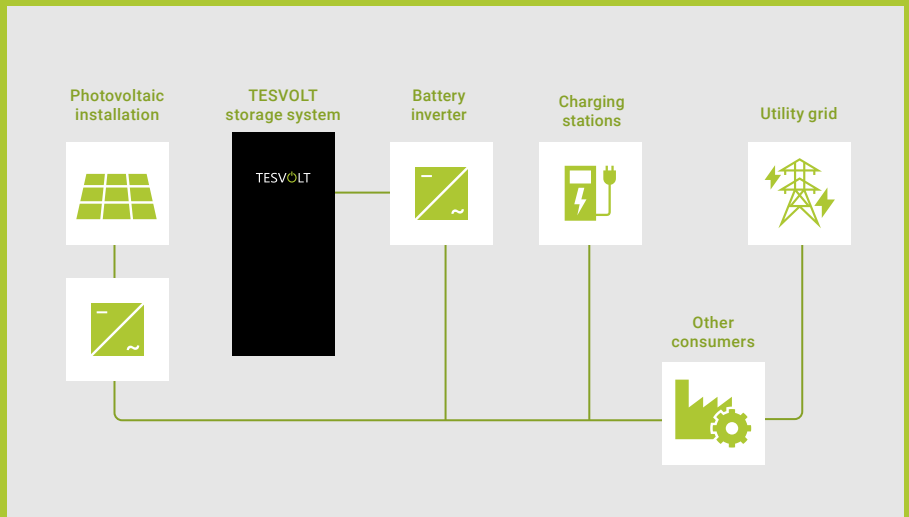 Photovoltaic
installation
TESVOLT
storage system
Battery
inverter
Charging
stations
Utility grid
TESVOLT
Other
consumers